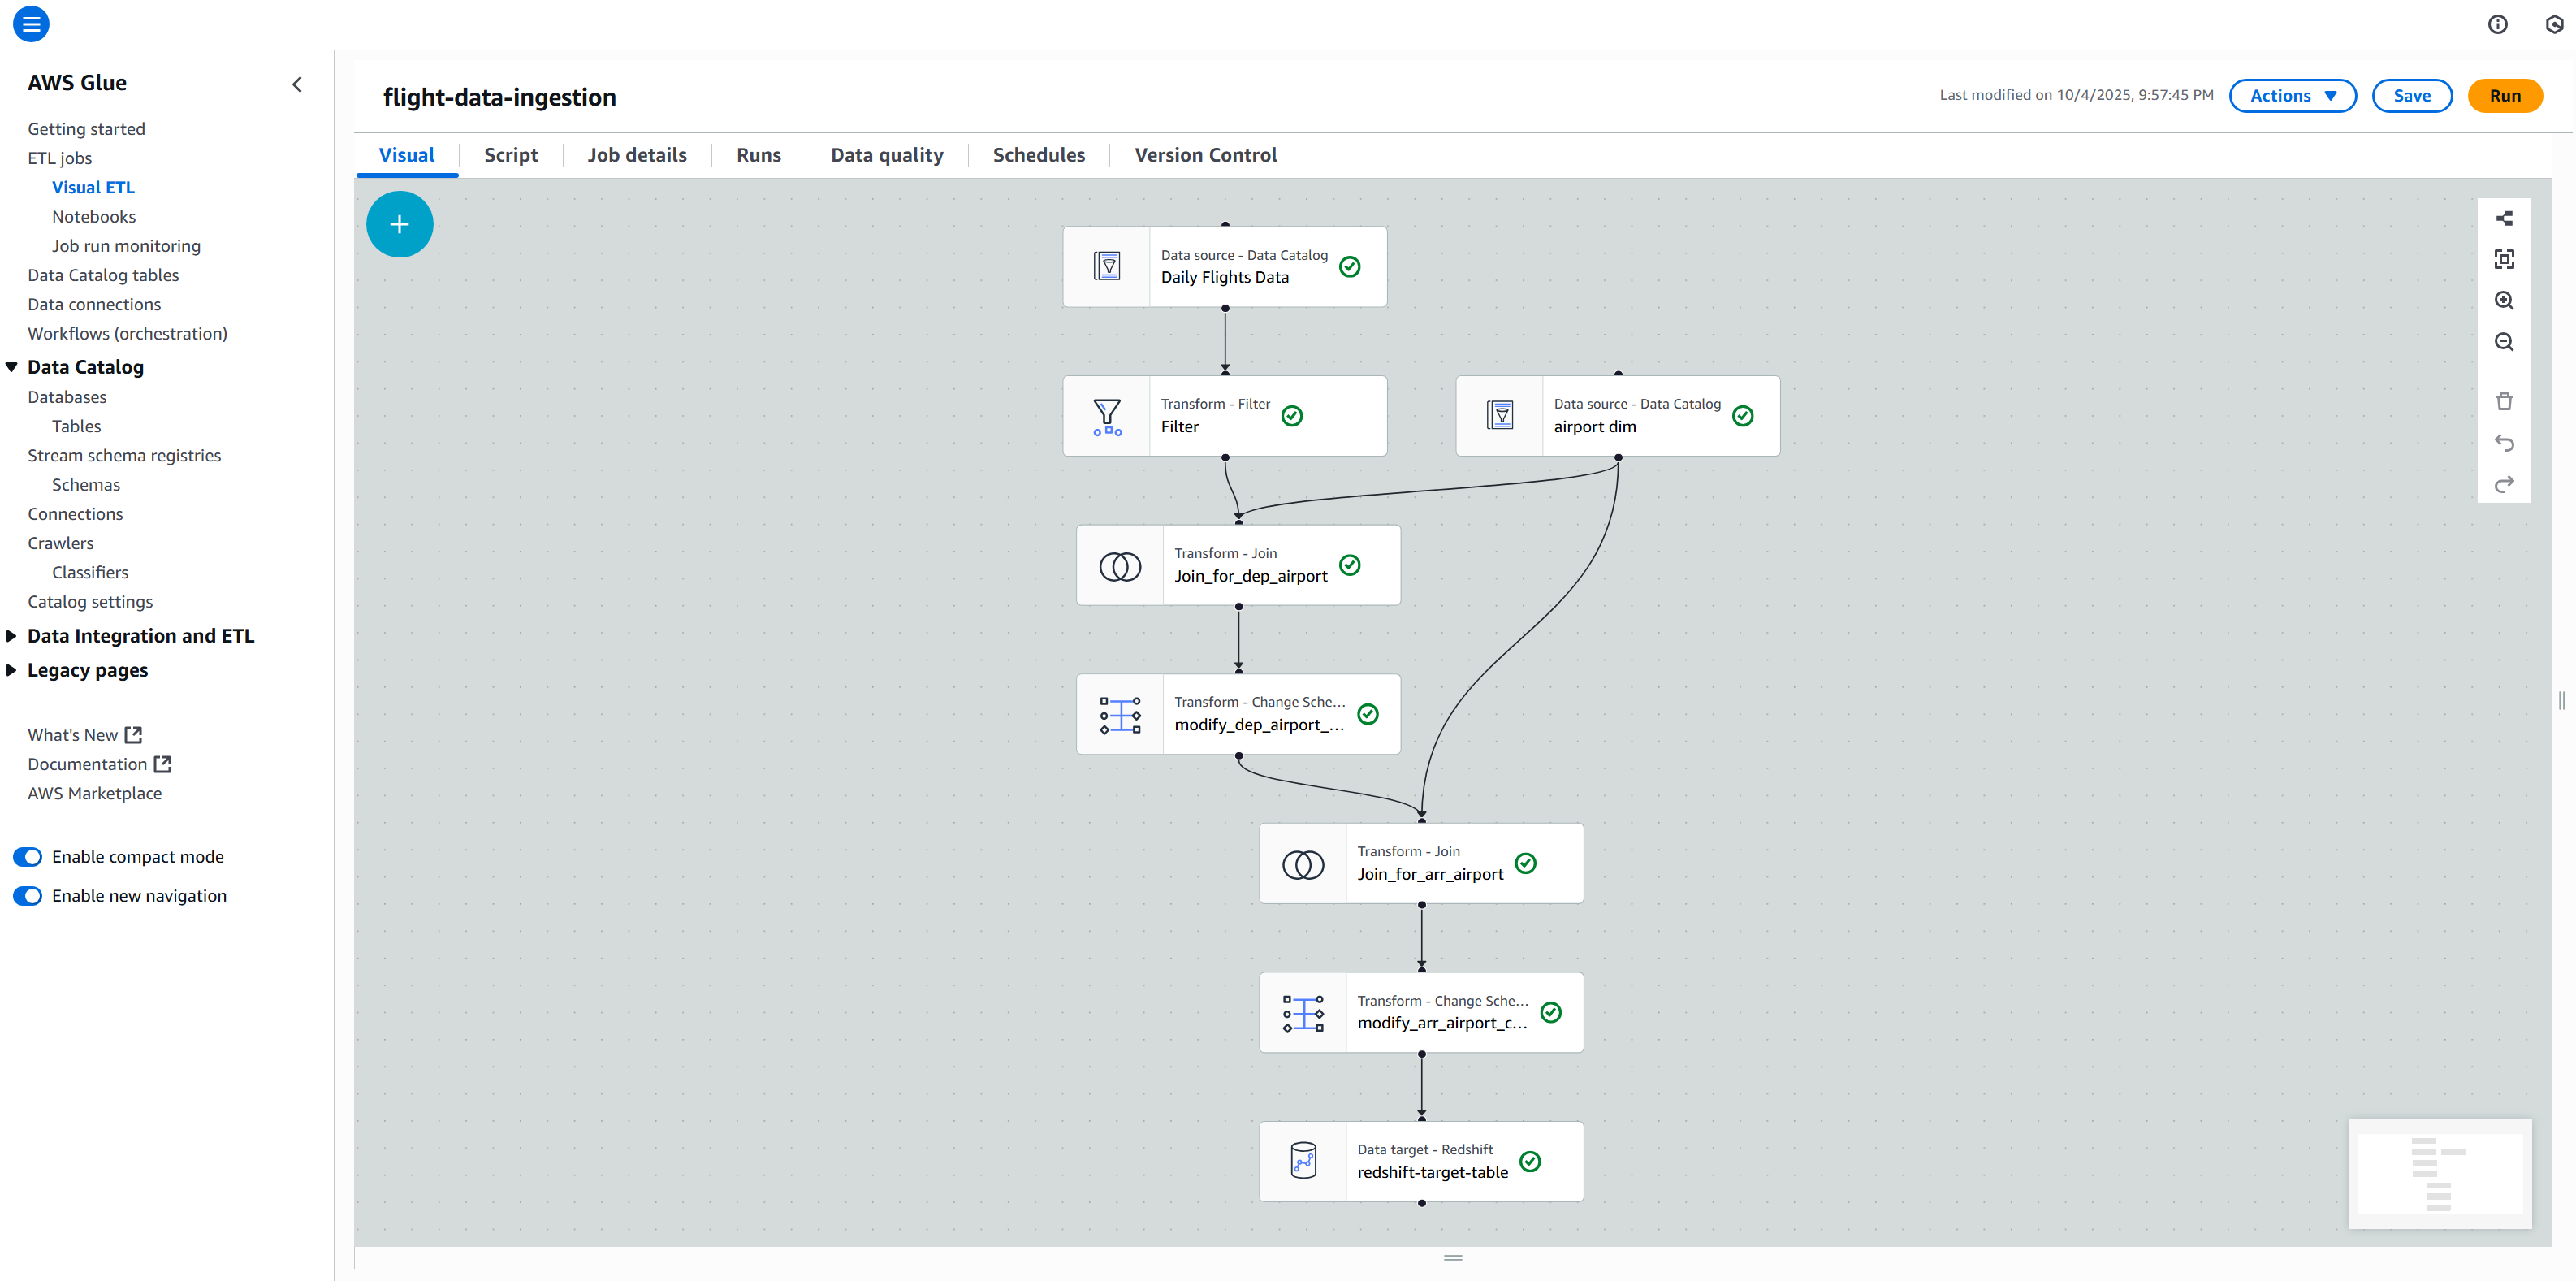 AWS Glue
Getting started
ETL jobs
Visual ETL
Notebooks
Job run monitoring
Data Catalog tables
Data connections
Workflows (orchestration)
Data Catalog
Databases
Tables
Stream schema registries
Schemas
Connections
Crawlers
Classifiers
Catalog settings
Data Integration and ETL
Legacy pages
What's New
Documentation
AWS Marketplace
Enable compact mode
Enable new navigation
flight-data-ingestion
Last modified on 10/4/2025, 9:57:45 PM
Actions
Save
Run
Visual
Script
Job details
Runs
Data quality
Schedules
Version Control
Data source - Data Catalog
Daily Flights Data
Transform - Filter
Filter
Data source - Data Catalog
airport dim
Transform - Join
Join_for_dep_airport
Transform - Change Sche...
modify_dep_airport_...
Transform - Join
Join_for_arr_airport
Transform - Change Sche...
modify_arr_airport_c...
Data target - Redshift
redshift-target-table